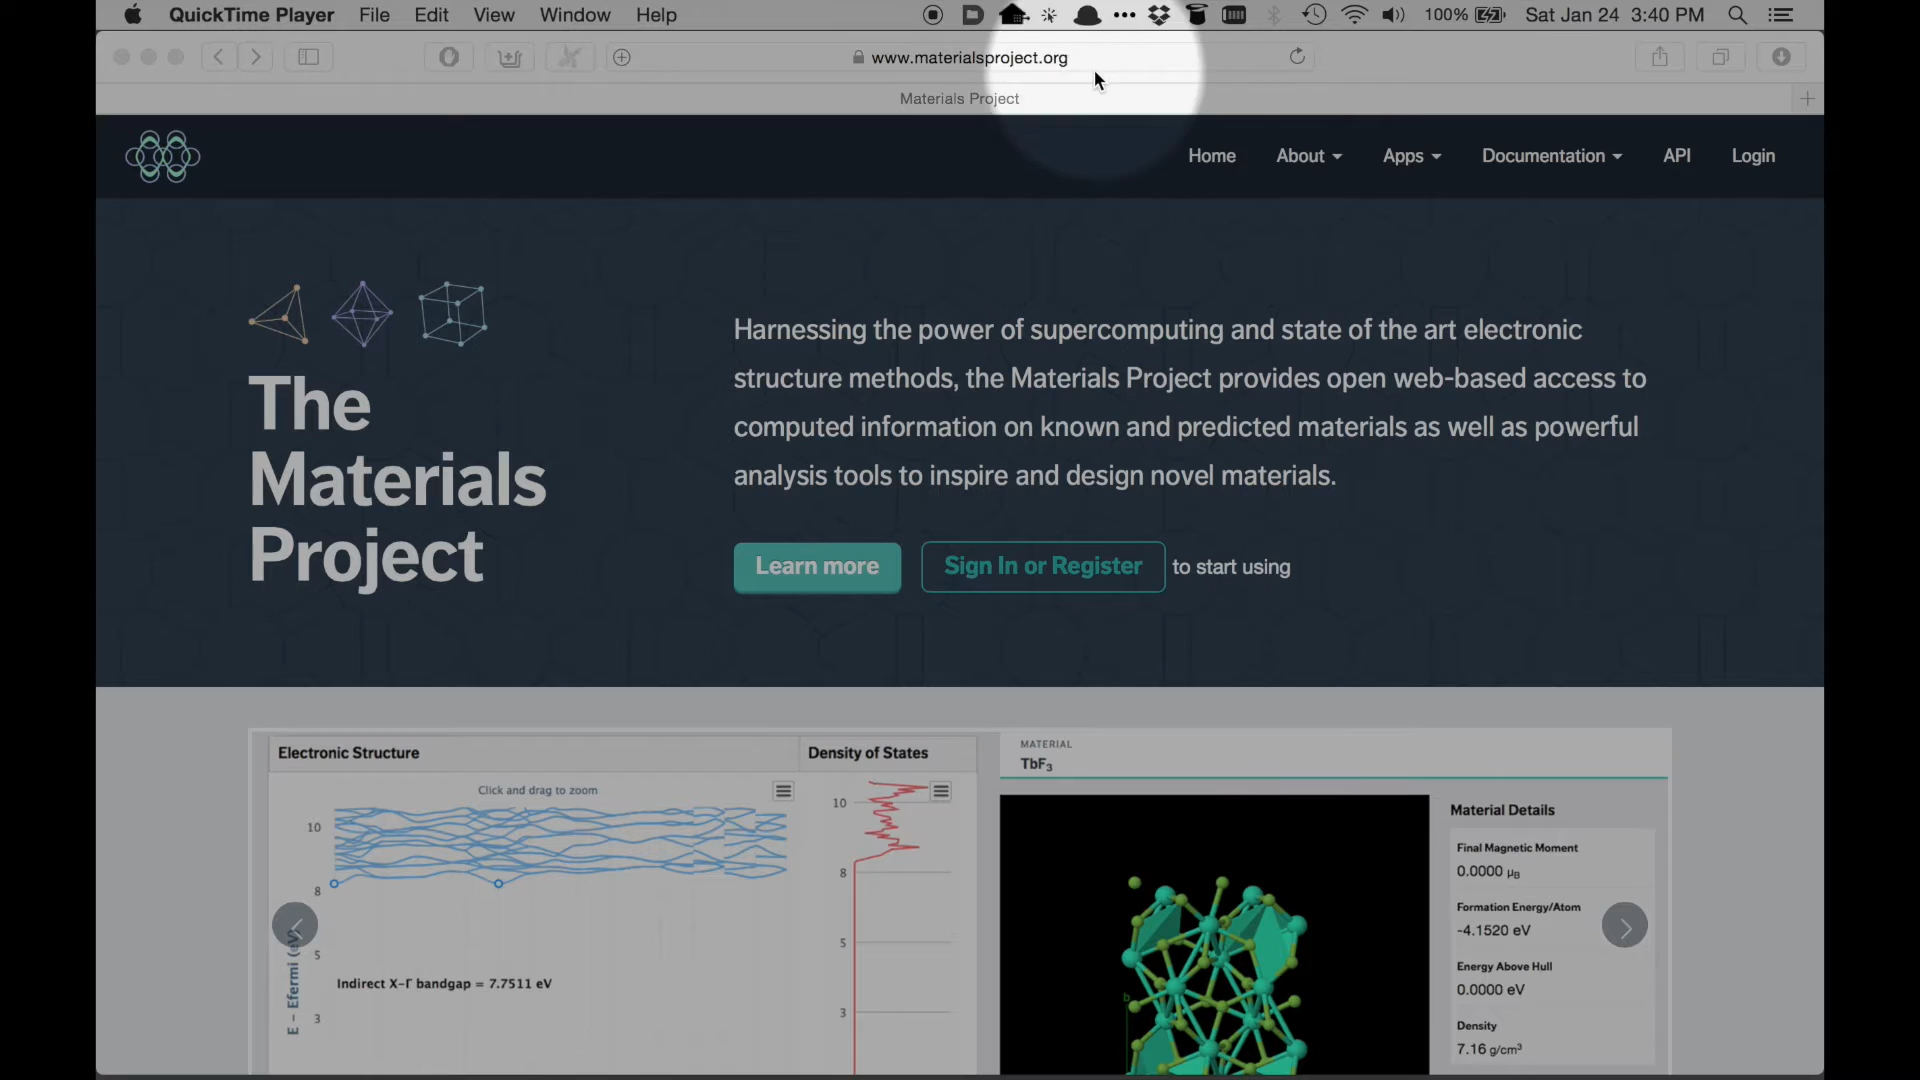 QuickTime Player File Edit View Window Help 100% Sat Jan 24 3:40 PM
www.materialsproject.org
Materials Project
Home About Apps Documentation API Login
The
Materials
Project
Harnessing the power of supercomputing and state of the art electronic
structure methods, the Materials Project provides open web-based access to
computed information on known and predicted materials as well as powerful
analysis tools to inspire and design novel materials.
Learn more Sign In or Register to start using
Electronic Structure
Click and drag to zoom
10
8
5
3
E – Efermi (eV)
Indirect X-Γ bandgap = 7.7511 eV
Density of States
10
8
5
3
MATERIAL
TbF₃
b
Material Details
Final Magnetic Moment
0.0000 μB
Formation Energy/Atom
-4.1520 eV
Energy Above Hull
0.0000 eV
Density
7.16 g/cm³